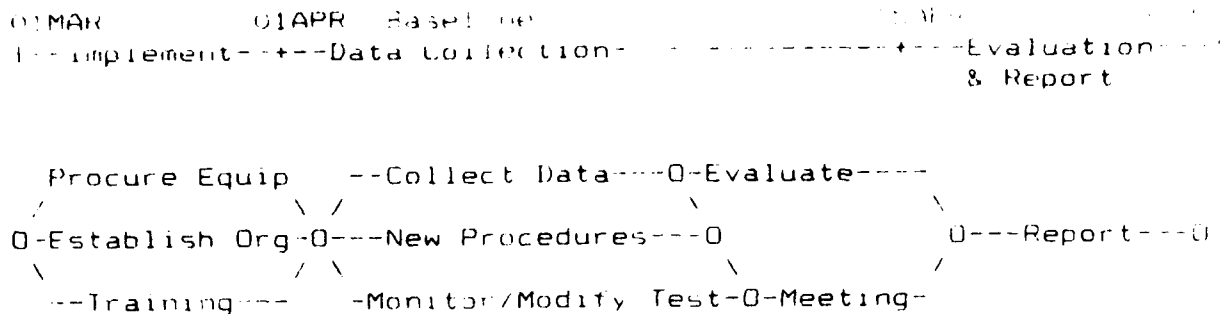 01MAR 01APR Baseline
|-- Implement--+--Data Collection- - -----------+----Evaluation----
& Report
Procure Equip --Collect Data----O-Evaluate----
/ \ / \ \
O-Establish Org-O---New Procedures---O O---Report---O
\ / \ \ /
---Training--- -Monitor/Modify Test-O-Meeting-